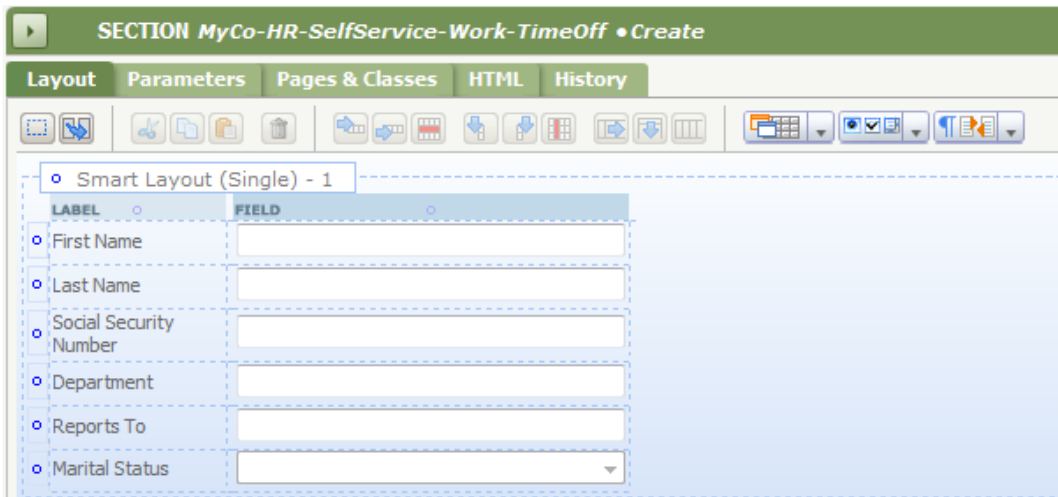 SECTION MyCo-HR-SelfService-Work-TimeOff • Create
Layout Parameters Pages & Classes HTML History
Smart Layout (Single) - 1
LABEL FIELD
First Name
Last Name
Social Security
Number
Department
Reports To
Marital Status